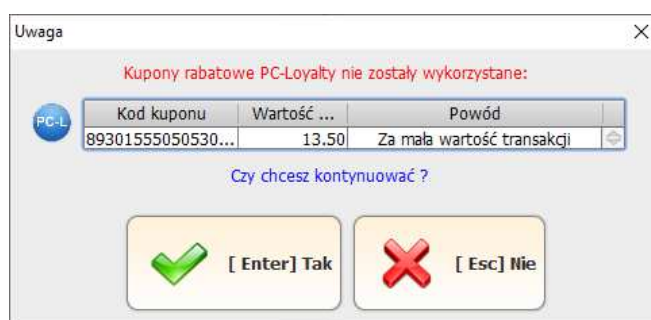 Uwaga
Kupony rabatowe PC-Loyalty nie zostały wykorzystane:
PC-L
Kod kuponu Wartość ... Powód
89301555050530... 13.50 Za mała wartość transakcji
Czy chcesz kontynuować ?
[ Enter] Tak [ Esc] Nie